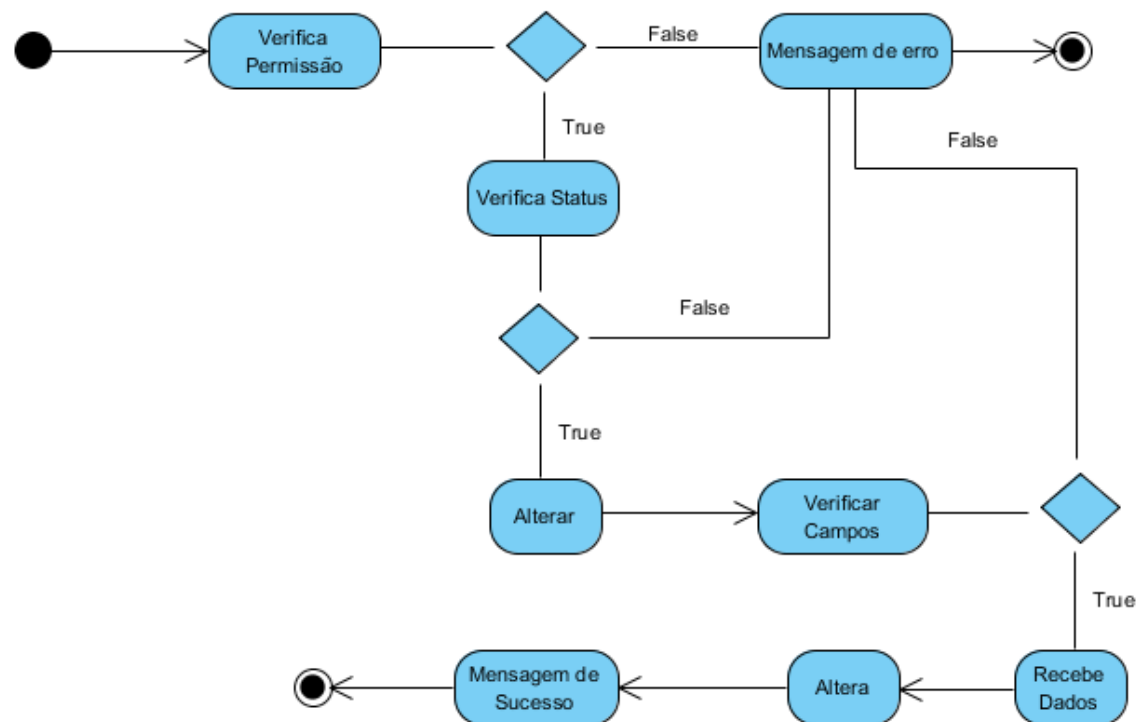 Verifica
Permissão
False
Mensagem de erro
True
False
Verifica Status
False
True
Alterar
Verificar
Campos
True
Mensagem de
Sucesso
Altera
Recebe
Dados